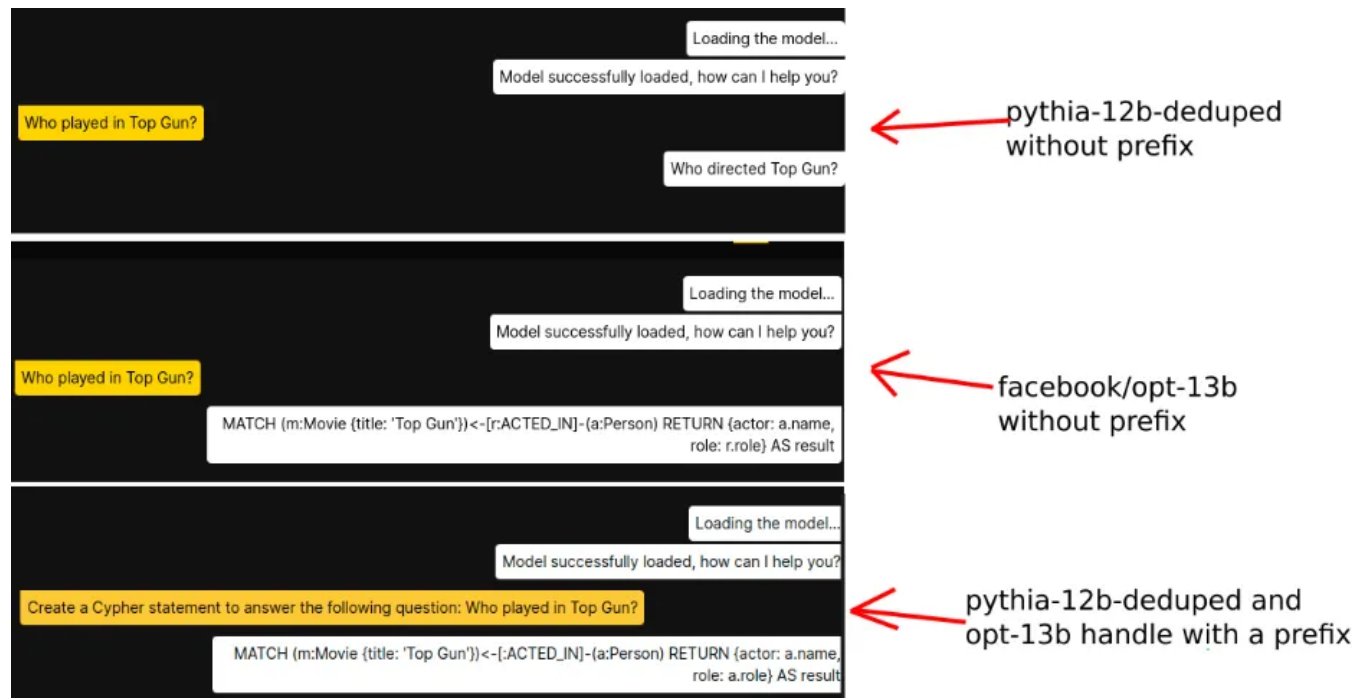 Loading the model...
Model successfully loaded, how can I help you?
Who played in Top Gun?
Who directed Top Gun?
pythia-12b-deduped
without prefix
Loading the model...
Model successfully loaded, how can I help you?
Who played in Top Gun?
MATCH (m:Movie {title: 'Top Gun'})<-[r:ACTED_IN]-(a:Person) RETURN {actor: a.name,
role: r.role} AS result
facebook/opt-13b
without prefix
Loading the model...
Model successfully loaded, how can I help you?
Create a Cypher statement to answer the following question: Who played in Top Gun?
MATCH (m:Movie {title: 'Top Gun'})<-[:ACTED_IN]-(a:Person) RETURN {actor: a.name,
role: a.role} AS result
pythia-12b-deduped and
opt-13b handle with a prefix